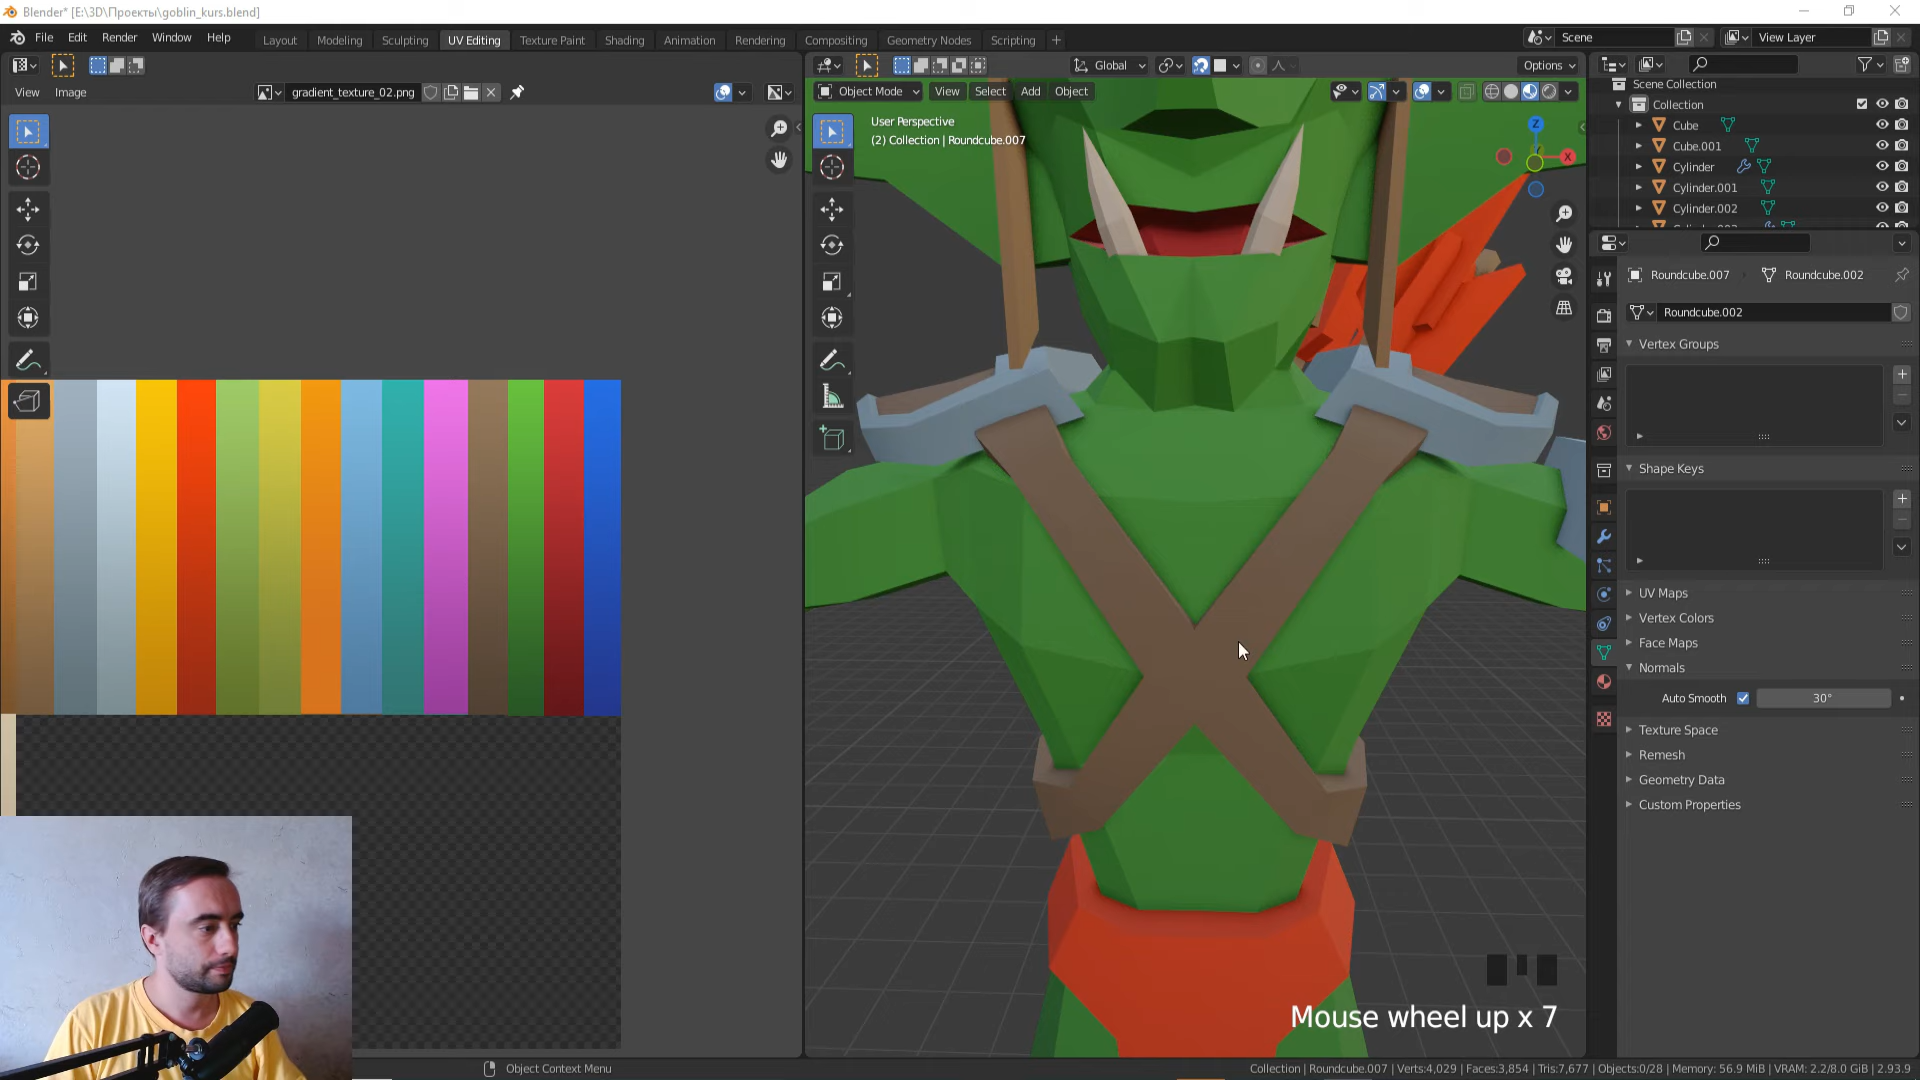 Blender* [E:\3D\Проекты\goblin_kurs.blend]
File Edit Render Window Help
Layout Modeling Sculpting UV Editing Texture Paint Shading Animation Rendering Compositing Geometry Nodes Scripting +
Scene
View Layer
Global
Options
View Image
gradient_texture_02.png
Object Mode View Select Add Object
User Perspective
(2) Collection | Roundcube.007
Z
X
Scene Collection
Collection
Cube
Cube.001
Cylinder
Cylinder.001
Cylinder.002
Roundcube.007
Roundcube.002
Roundcube.002
Vertex Groups
Shape Keys
UV Maps
Vertex Colors
Face Maps
Normals
Auto Smooth
30°
Texture Space
Remesh
Geometry Data
Custom Properties
Mouse wheel up x 7
Object Context Menu
Collection | Roundcube.007 | Verts:4,029 | Faces:3,854 | Tris:7,677 | Objects:0/28 | Memory: 56.9 MiB | VRAM: 2.2/8.0 GiB | 2.93.9